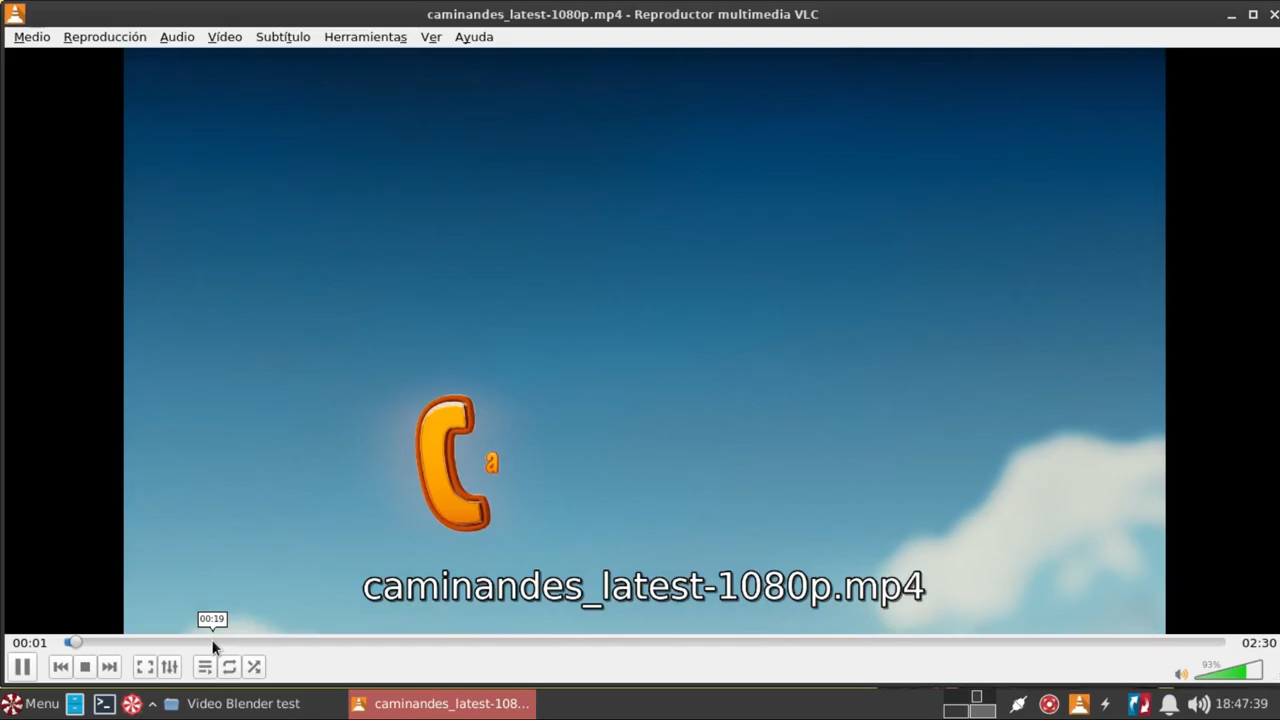 caminandes_latest-1080p.mp4 - Reproductor multimedia VLC
Medio Reproducción Audio Vídeo Subtítulo Herramientas Ver Ayuda
Ca
caminandes_latest-1080p.mp4
00:19
00:01 02:30
93%
Menu Video Blender test caminandes_latest-108... 18:47:39